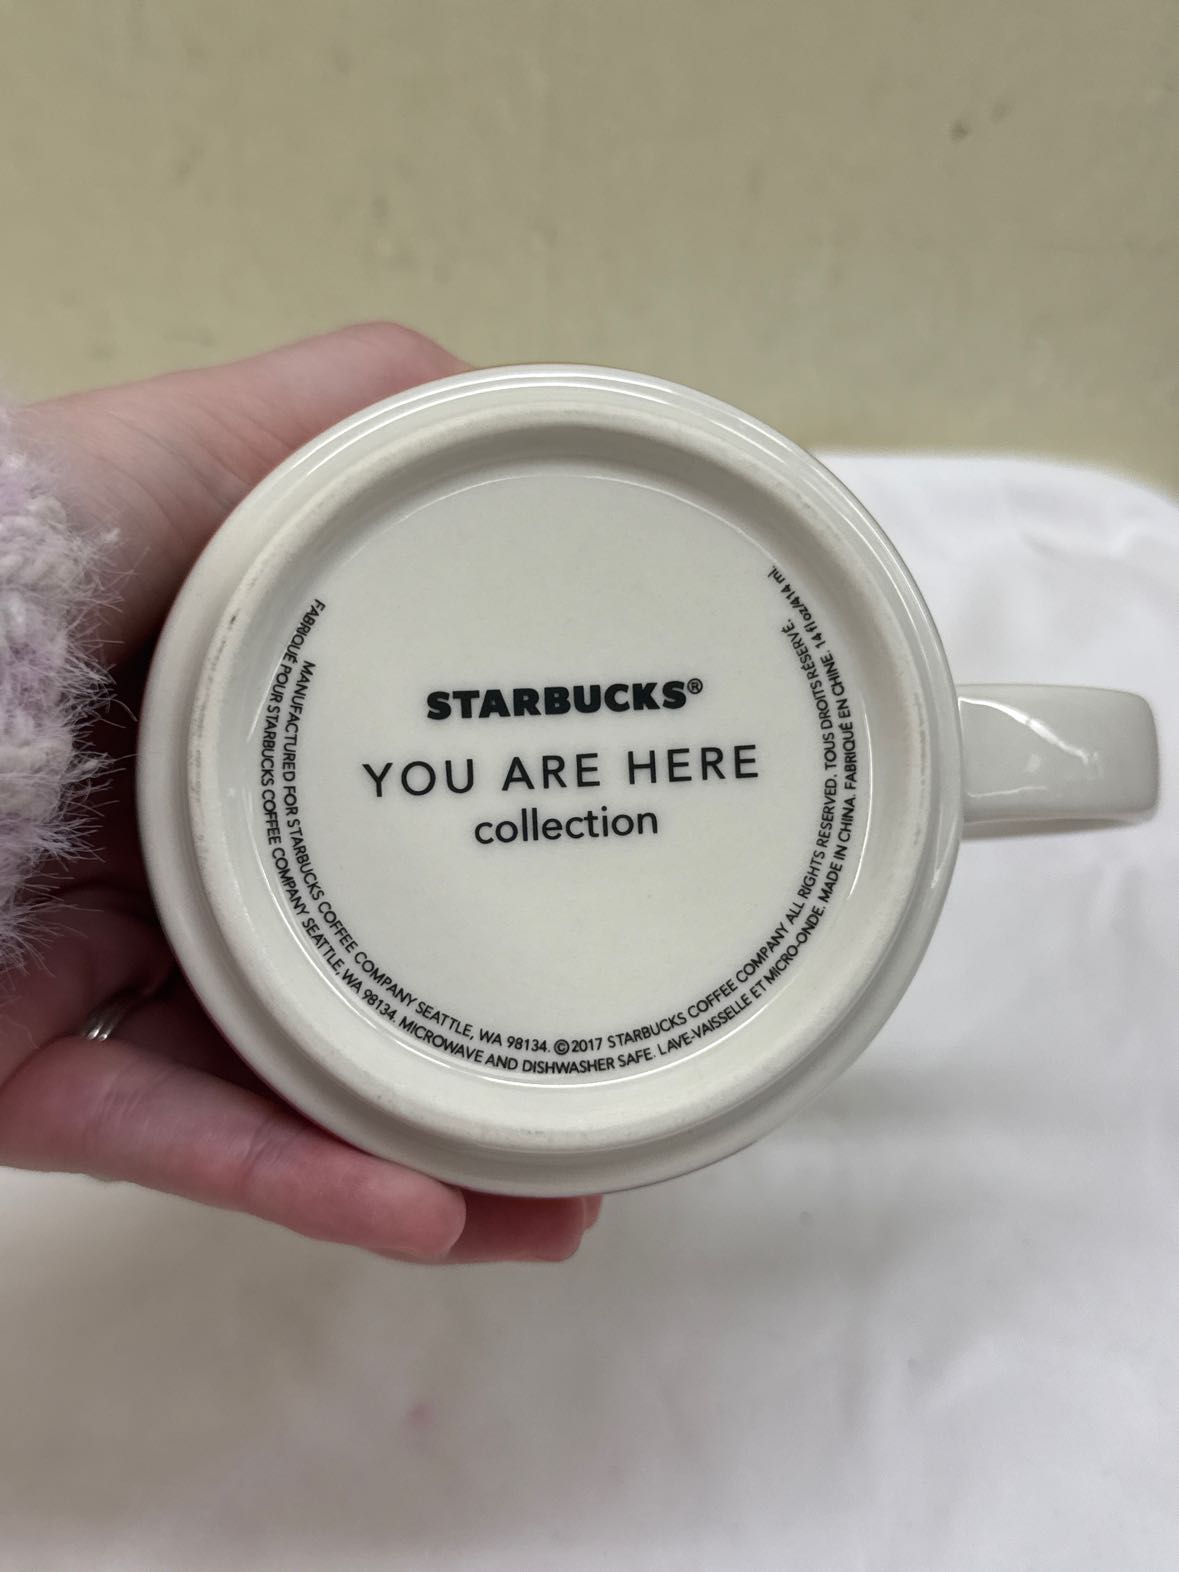 STARBUCKS®
YOU ARE HERE
collection
MANUFACTURED FOR STARBUCKS COFFEE COMPANY SEATTLE, WA 98134. ©2017 STARBUCKS COFFEE COMPANY ALL RIGHTS RESERVED. TOUS DROITS RÉSERVÉ.
FABRIQUÉ POUR STARBUCKS COFFEE COMPANY SEATTLE, WA 98134. MICROWAVE AND DISHWASHER SAFE. LAVE-VAISSELLE ET MICRO-ONDE. MADE IN CHINA. FABRIQUÉ EN CHINE. 14 fl oz/414 mL